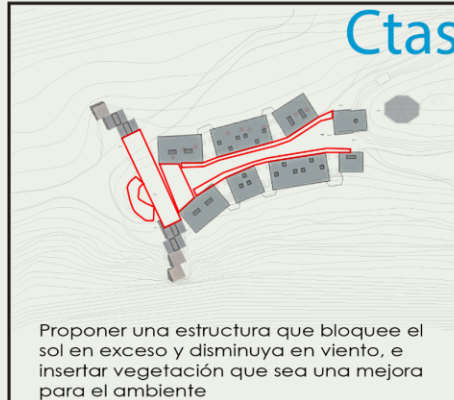 Ctas
Proponer una estructura que bloquee el
sol en exceso y disminuya en viento, e
insertar vegetación que sea una mejora
para el ambiente